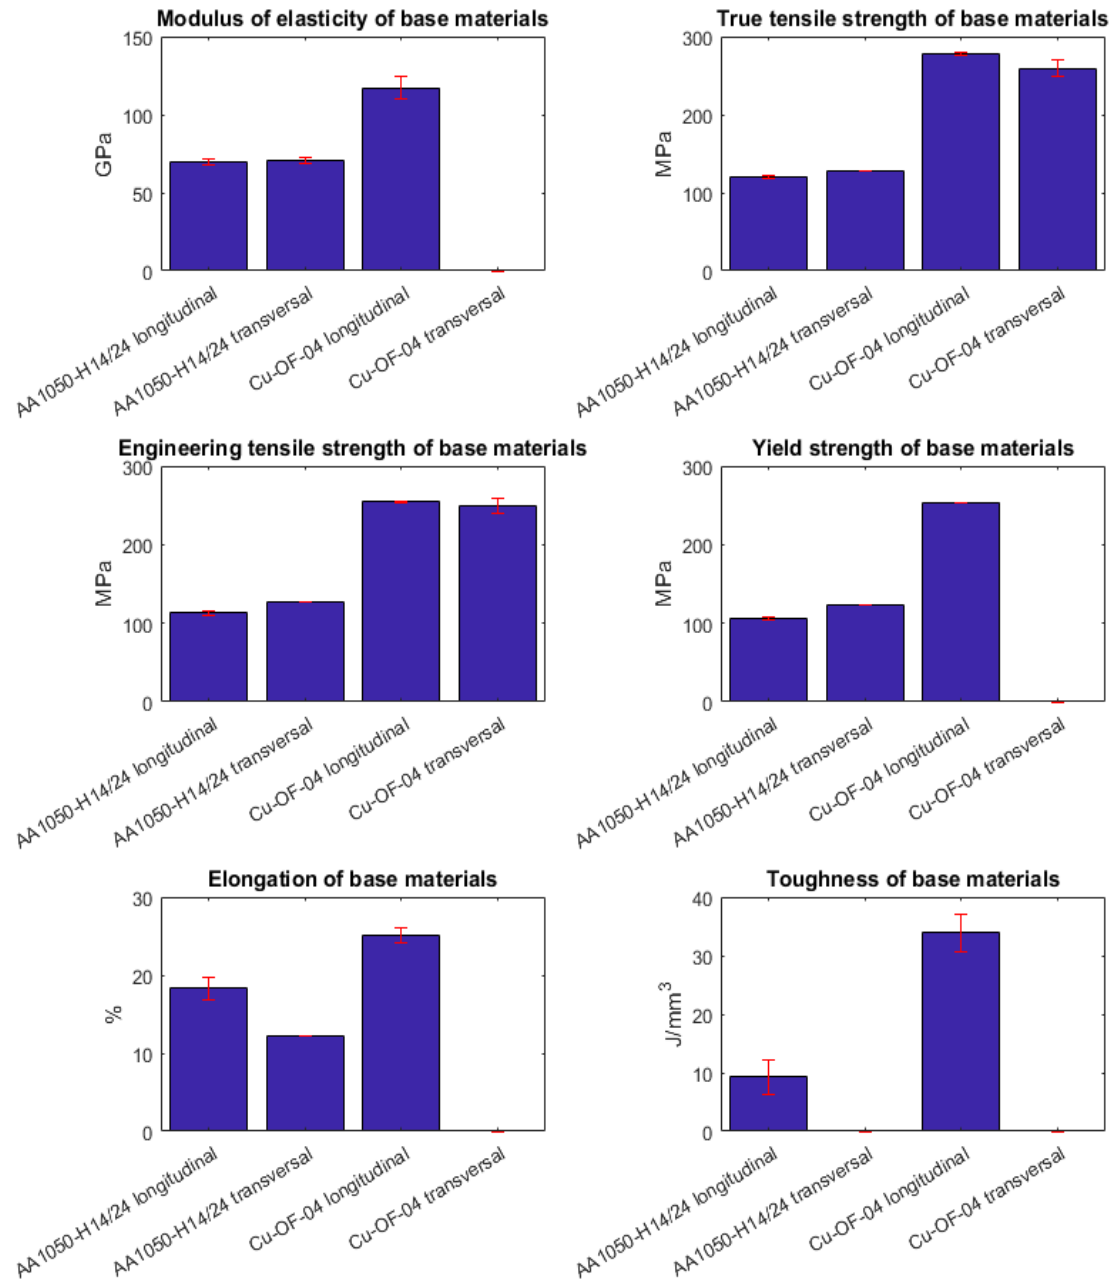 Modulus of elasticity of base materials
150
100
50
0
GPa
AA1050-H14/24 longitudinal
AA1050-H14/24 transversal
Cu-OF-04 longitudinal
Cu-OF-04 transversal
True tensile strength of base materials
300
200
100
0
MPa
AA1050-H14/24 longitudinal
AA1050-H14/24 transversal
Cu-OF-04 longitudinal
Cu-OF-04 transversal
Engineering tensile strength of base materials
300
200
100
0
MPa
AA1050-H14/24 longitudinal
AA1050-H14/24 transversal
Cu-OF-04 longitudinal
Cu-OF-04 transversal
Yield strength of base materials
300
200
100
0
MPa
AA1050-H14/24 longitudinal
AA1050-H14/24 transversal
Cu-OF-04 longitudinal
Cu-OF-04 transversal
Elongation of base materials
30
20
10
0
%
AA1050-H14/24 longitudinal
AA1050-H14/24 transversal
Cu-OF-04 longitudinal
Cu-OF-04 transversal
Toughness of base materials
40
30
20
10
0
J/mm³
AA1050-H14/24 longitudinal
AA1050-H14/24 transversal
Cu-OF-04 longitudinal
Cu-OF-04 transversal